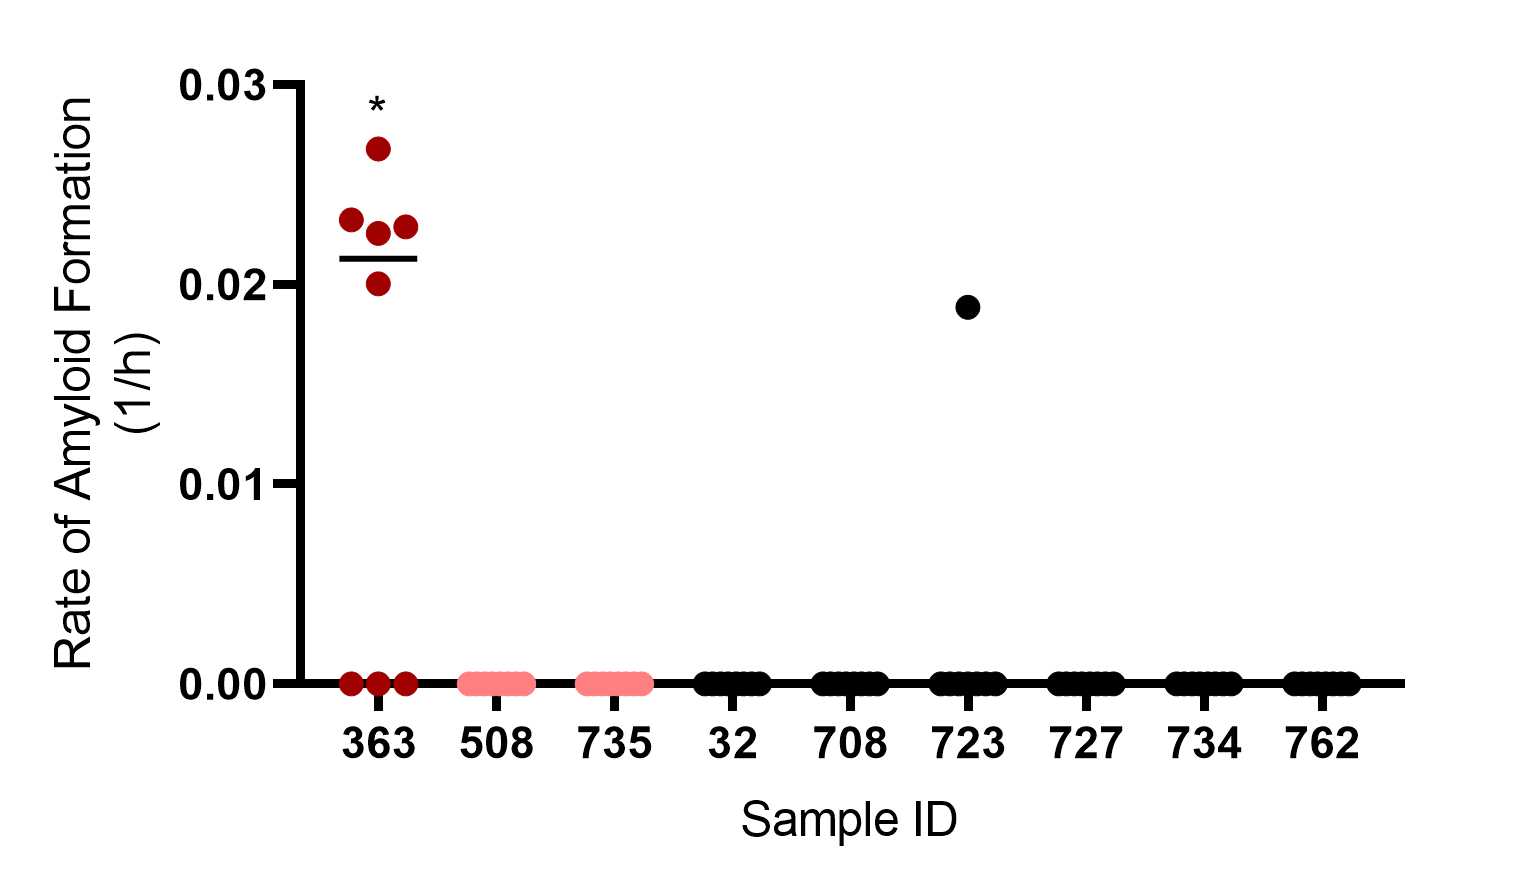 Rate of Amyloid Formation
(1/h)
0.03
0.02
0.01
0.00
*
363 508 735 32 708 723 727 734 762
Sample ID